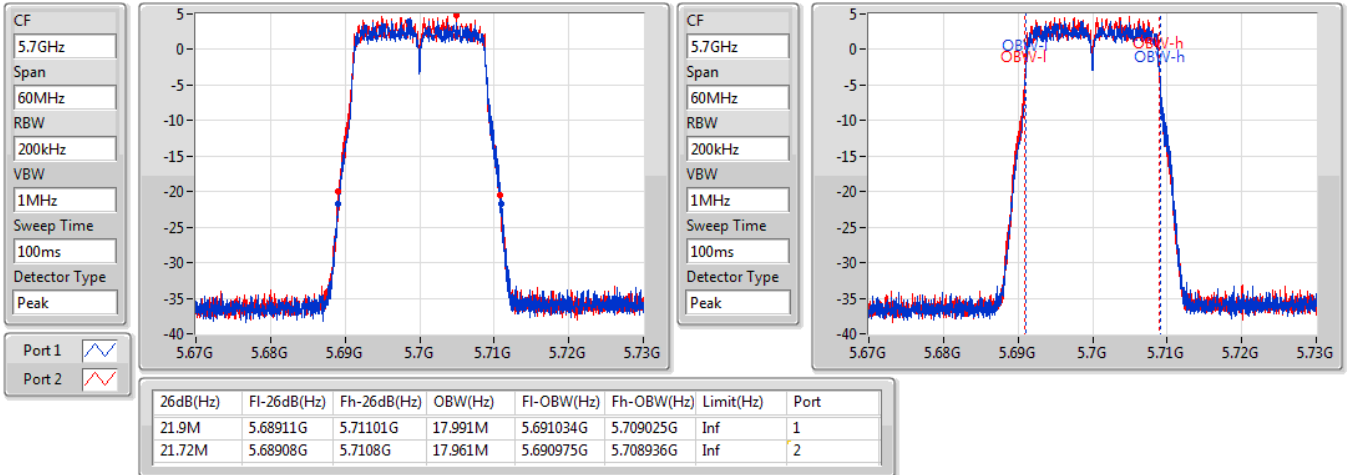 CF
5.7GHz
Span
60MHz
RBW
200kHz
VBW
1MHz
Sweep Time
100ms
Detector Type
Peak
Port 1
Port 2
5
0
-5
-10
-15
-20
-25
-30
-35
-40
5.67G 5.68G 5.69G 5.7G 5.71G 5.72G 5.73G
CF
5.7GHz
Span
60MHz
RBW
200kHz
VBW
1MHz
Sweep Time
100ms
Detector Type
Peak
5
0
-5
-10
-15
-20
-25
-30
-35
-40
OBW-l OBW-h
OBW-l OBW-h
5.67G 5.68G 5.69G 5.7G 5.71G 5.72G 5.73G
26dB(Hz) Fl-26dB(Hz) Fh-26dB(Hz) OBW(Hz) Fl-OBW(Hz) Fh-OBW(Hz) Limit(Hz) Port
21.9M 5.68911G 5.71101G 17.991M 5.691034G 5.709025G Inf 1
21.72M 5.68908G 5.7108G 17.961M 5.690975G 5.708936G Inf 2